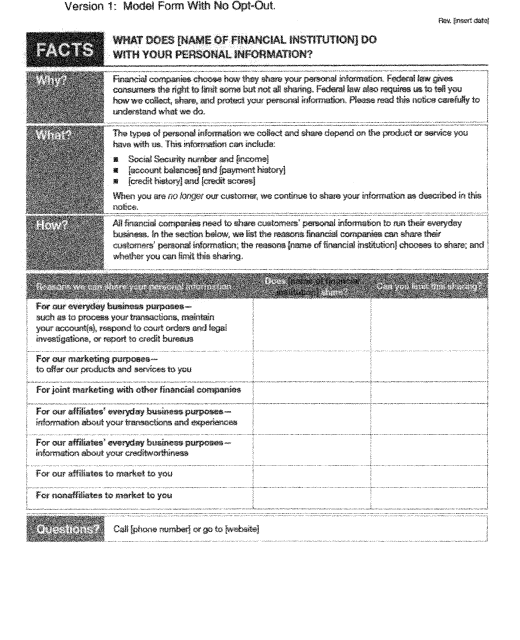 Version 1: Model Form With No Opt-Out.
Rev. [insert date]
FACTS
WHAT DOES [NAME OF FINANCIAL INSTITUTION] DO
WITH YOUR PERSONAL INFORMATION?
Why?
Financial companies choose how they share your personal information. Federal law gives
consumers the right to limit some but not all sharing. Federal law also requires us to tell you
how we collect, share, and protect your personal information. Please read this notice carefully to
understand what we do.
What?
The types of personal information we collect and share depend on the product or service you
have with us. This information can include:
■ Social Security number and [income]
■ [account balances] and [payment history]
■ [credit history] and [credit scores]
When you are no longer our customer, we continue to share your information as described in this
notice.
How?
All financial companies need to share customers' personal information to run their everyday
business. In the section below, we list the reasons financial companies can share their
customers' personal information; the reasons [name of financial institution] chooses to share; and
whether you can limit this sharing.
Reasons we can share your personal information
Does [name of financial
institution] share?
Can you limit this sharing?
For our everyday business purposes—
such as to process your transactions, maintain
your account(s), respond to court orders and legal
investigations, or report to credit bureaus
For our marketing purposes—
to offer our products and services to you
For joint marketing with other financial companies
For our affiliates' everyday business purposes—
information about your transactions and experiences
For our affiliates' everyday business purposes—
information about your creditworthiness
For our affiliates to market to you
For nonaffiliates to market to you
Questions?
Call [phone number] or go to [website]